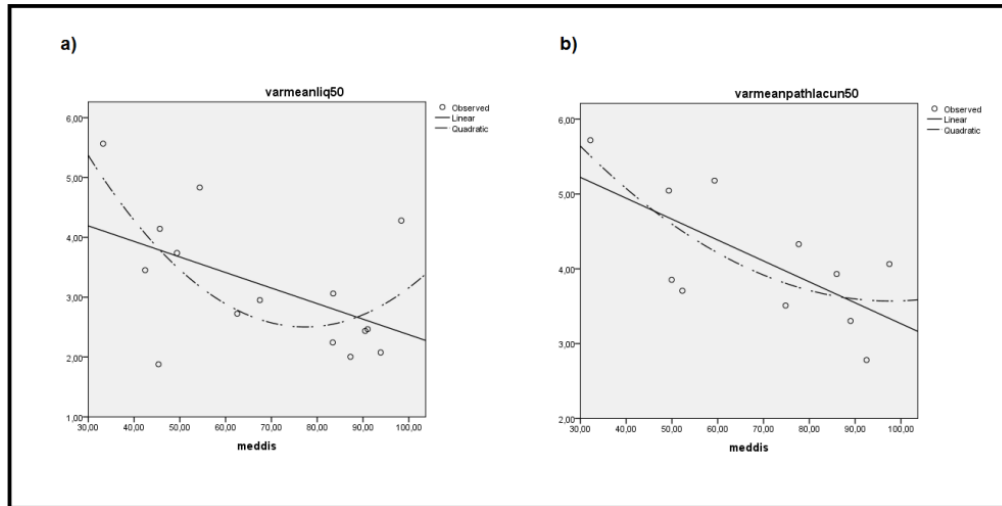 a)
varmeanliq50
6,00
5,00
4,00
3,00
2,00
1,00
30,00 40,00 50,00 60,00 70,00 80,00 90,00 100,00
meddis
Observed
Linear
Quadratic
b)
varmeanpathlacun50
6,00
5,00
4,00
3,00
2,00
30,00 40,00 50,00 60,00 70,00 80,00 90,00 100,00
meddis
Observed
Linear
Quadratic